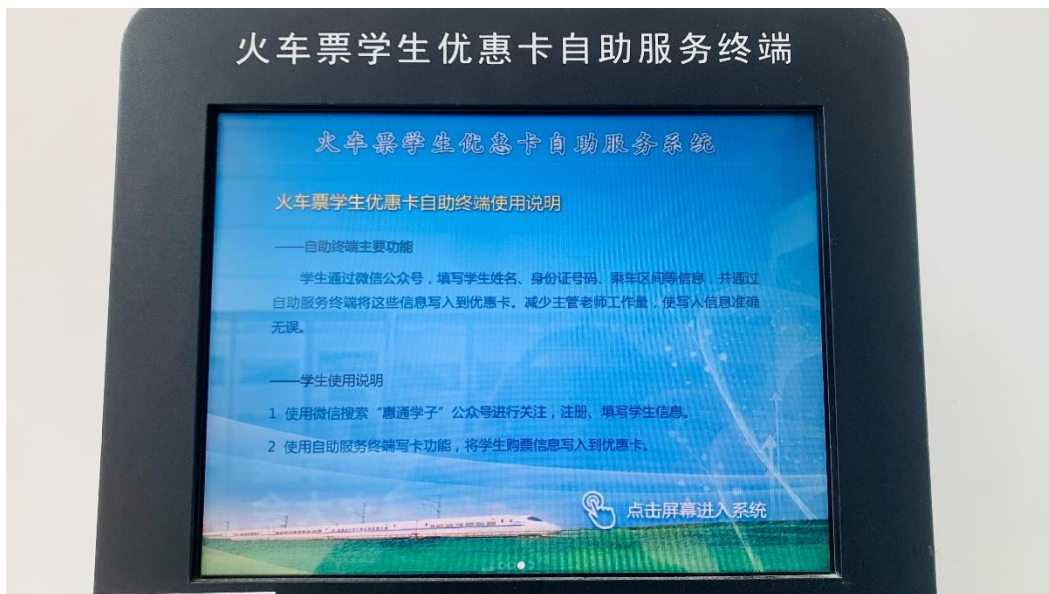 火车票学生优惠卡自助服务终端
火车票学生优惠卡自助服务系统
火车票学生优惠卡自助终端使用说明
——自助终端主要功能
学生通过微信公众号，填写学生姓名、身份证号码、乘车区间等信息，并通过
自助服务终端将这些信息写入到优惠卡。减少主管老师工作量，使写入信息准确
无误。
——学生使用说明
1 使用微信搜索“惠通学子”公众号进行关注，注册、填写学生信息。
2 使用自助服务终端写卡功能，将学生购票信息写入到优惠卡。
点击屏幕进入系统